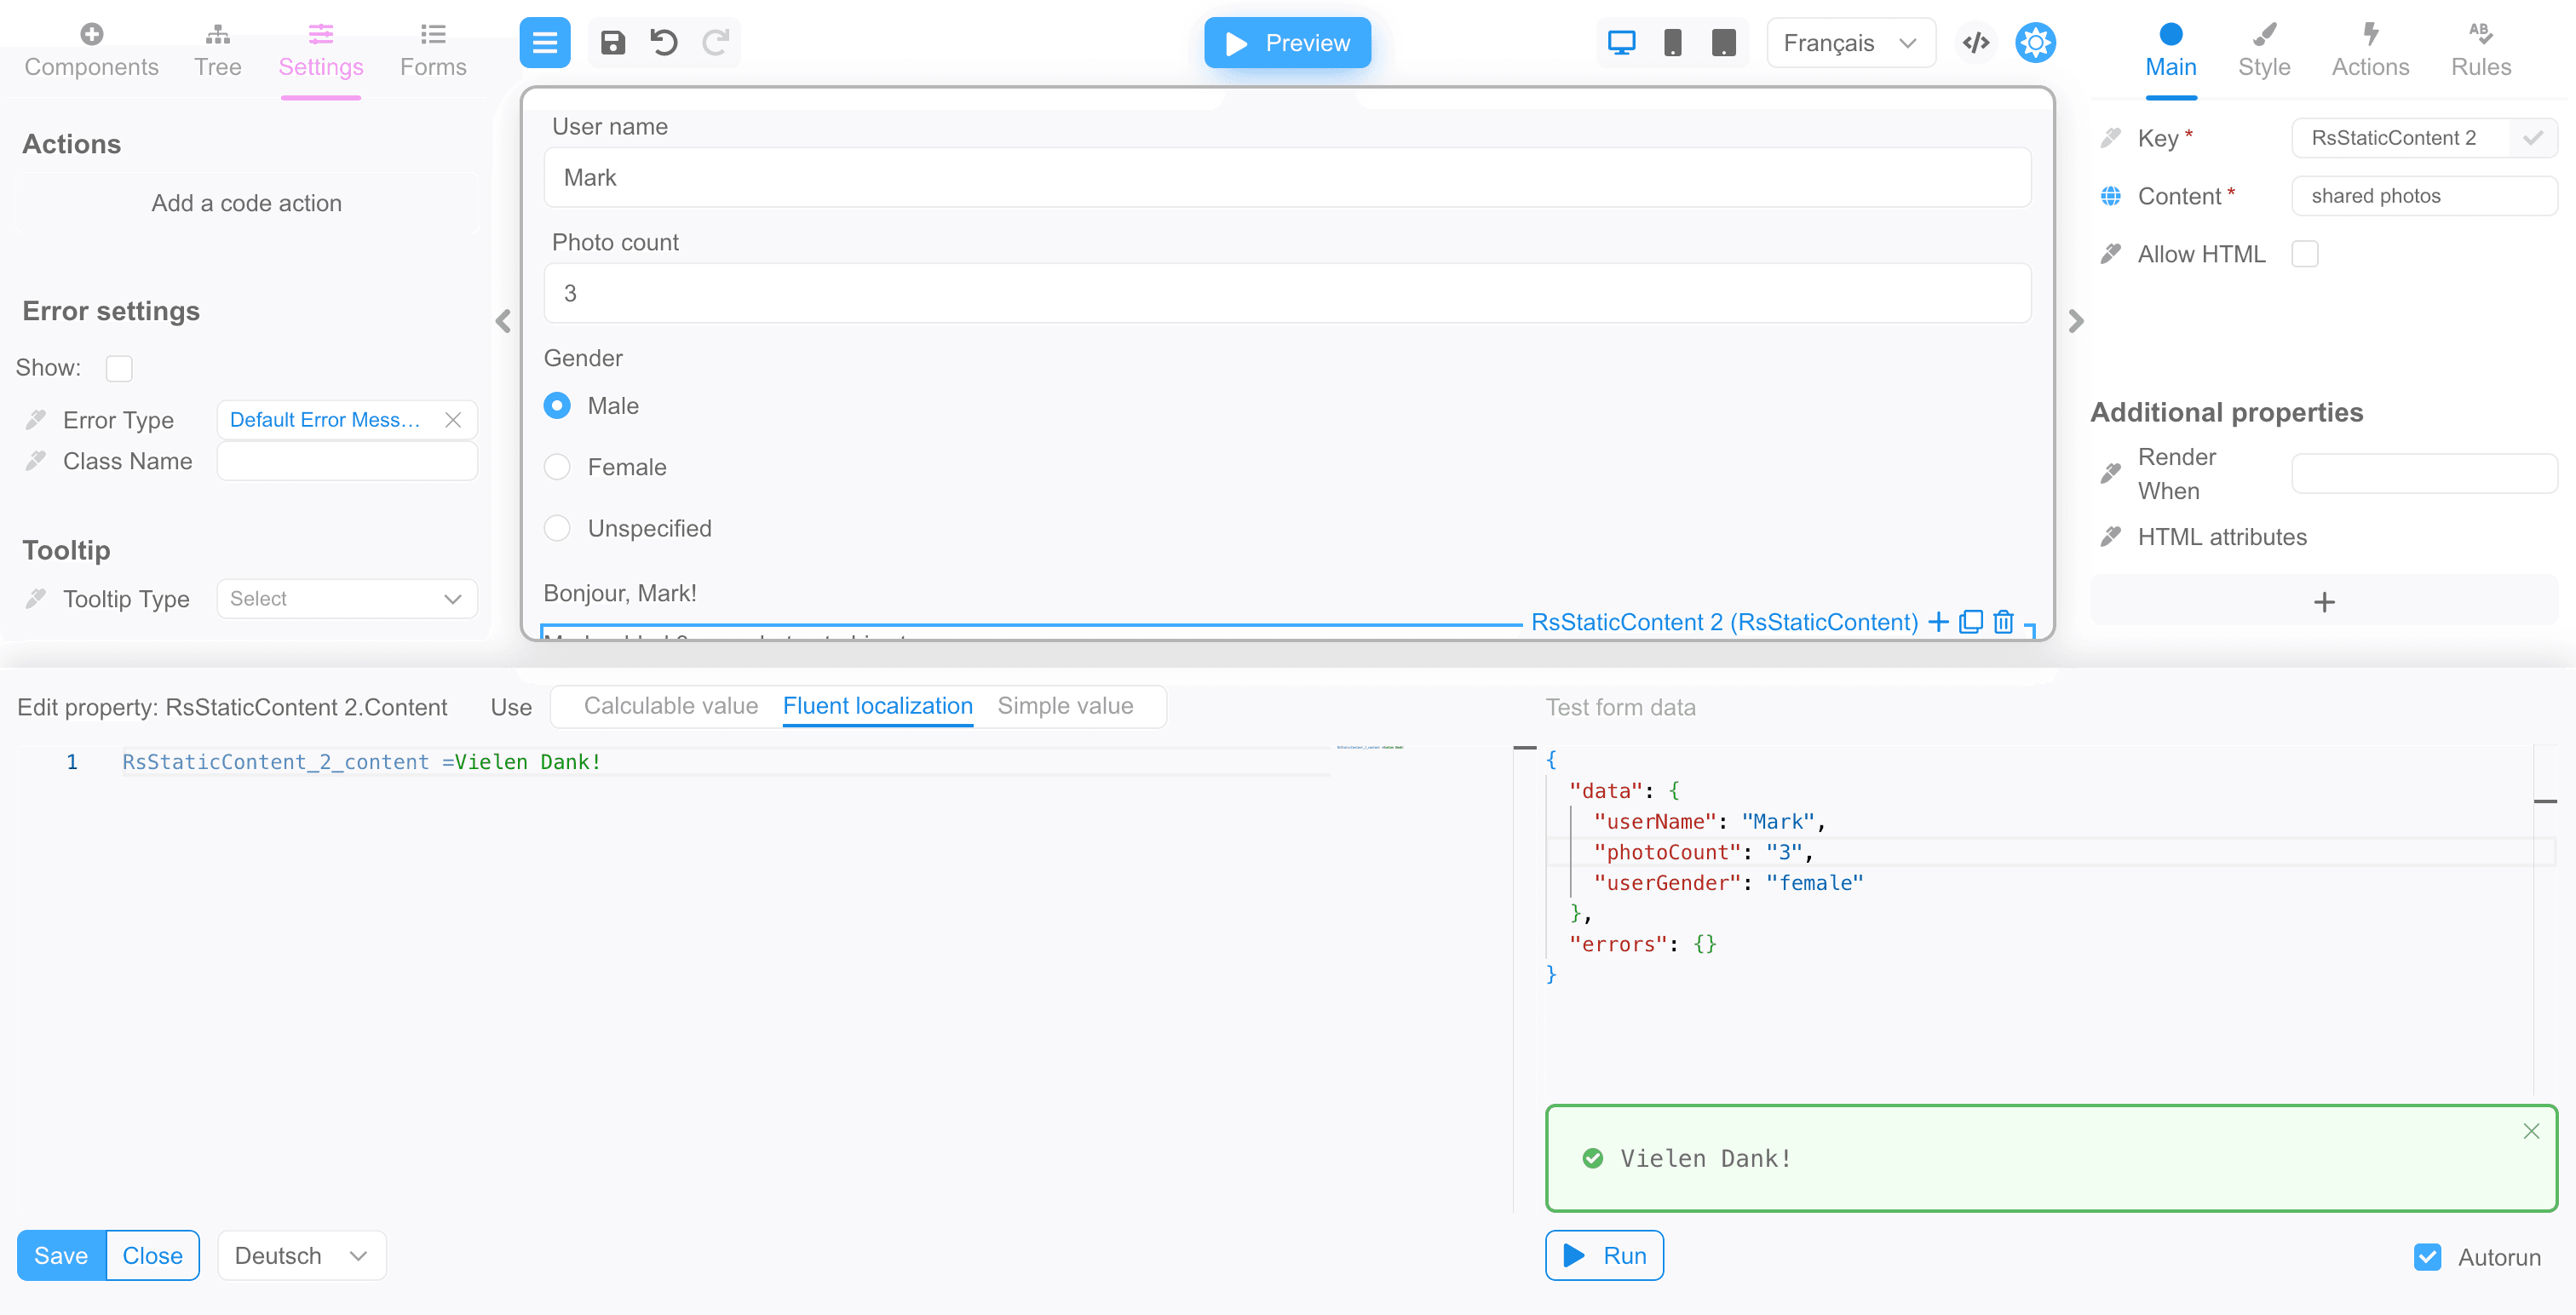 Components Tree Settings Forms
Preview
Français
Main Style Actions Rules
Actions
Add a code action
Error settings
Show:
Error Type Default Error Mess...
Class Name
Tooltip
Tooltip Type Select
User name
Mark
Photo count
3
Gender
Male
Female
Unspecified
Bonjour, Mark!
RsStaticContent 2 (RsStaticContent)
Key * RsStaticContent 2
Content * shared photos
Allow HTML
Additional properties
Render
When
HTML attributes
Edit property: RsStaticContent 2.Content Use Calculable value Fluent localization Simple value
1 RsStaticContent_2_content =Vielen Dank!
Test form data
{
"data": {
"userName": "Mark",
"photoCount": "3",
"userGender": "female"
},
"errors": {}
}
Vielen Dank!
Save Close Deutsch
Run
Autorun